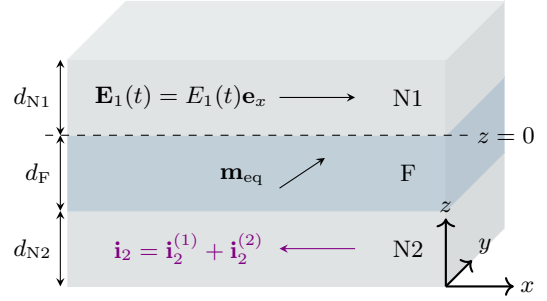 d_N1 E_1(t) = E_1(t)e_x N1
z = 0
d_F m_eq F
z
d_N2 i_2 = i_2^(1) + i_2^(2) N2 y
x